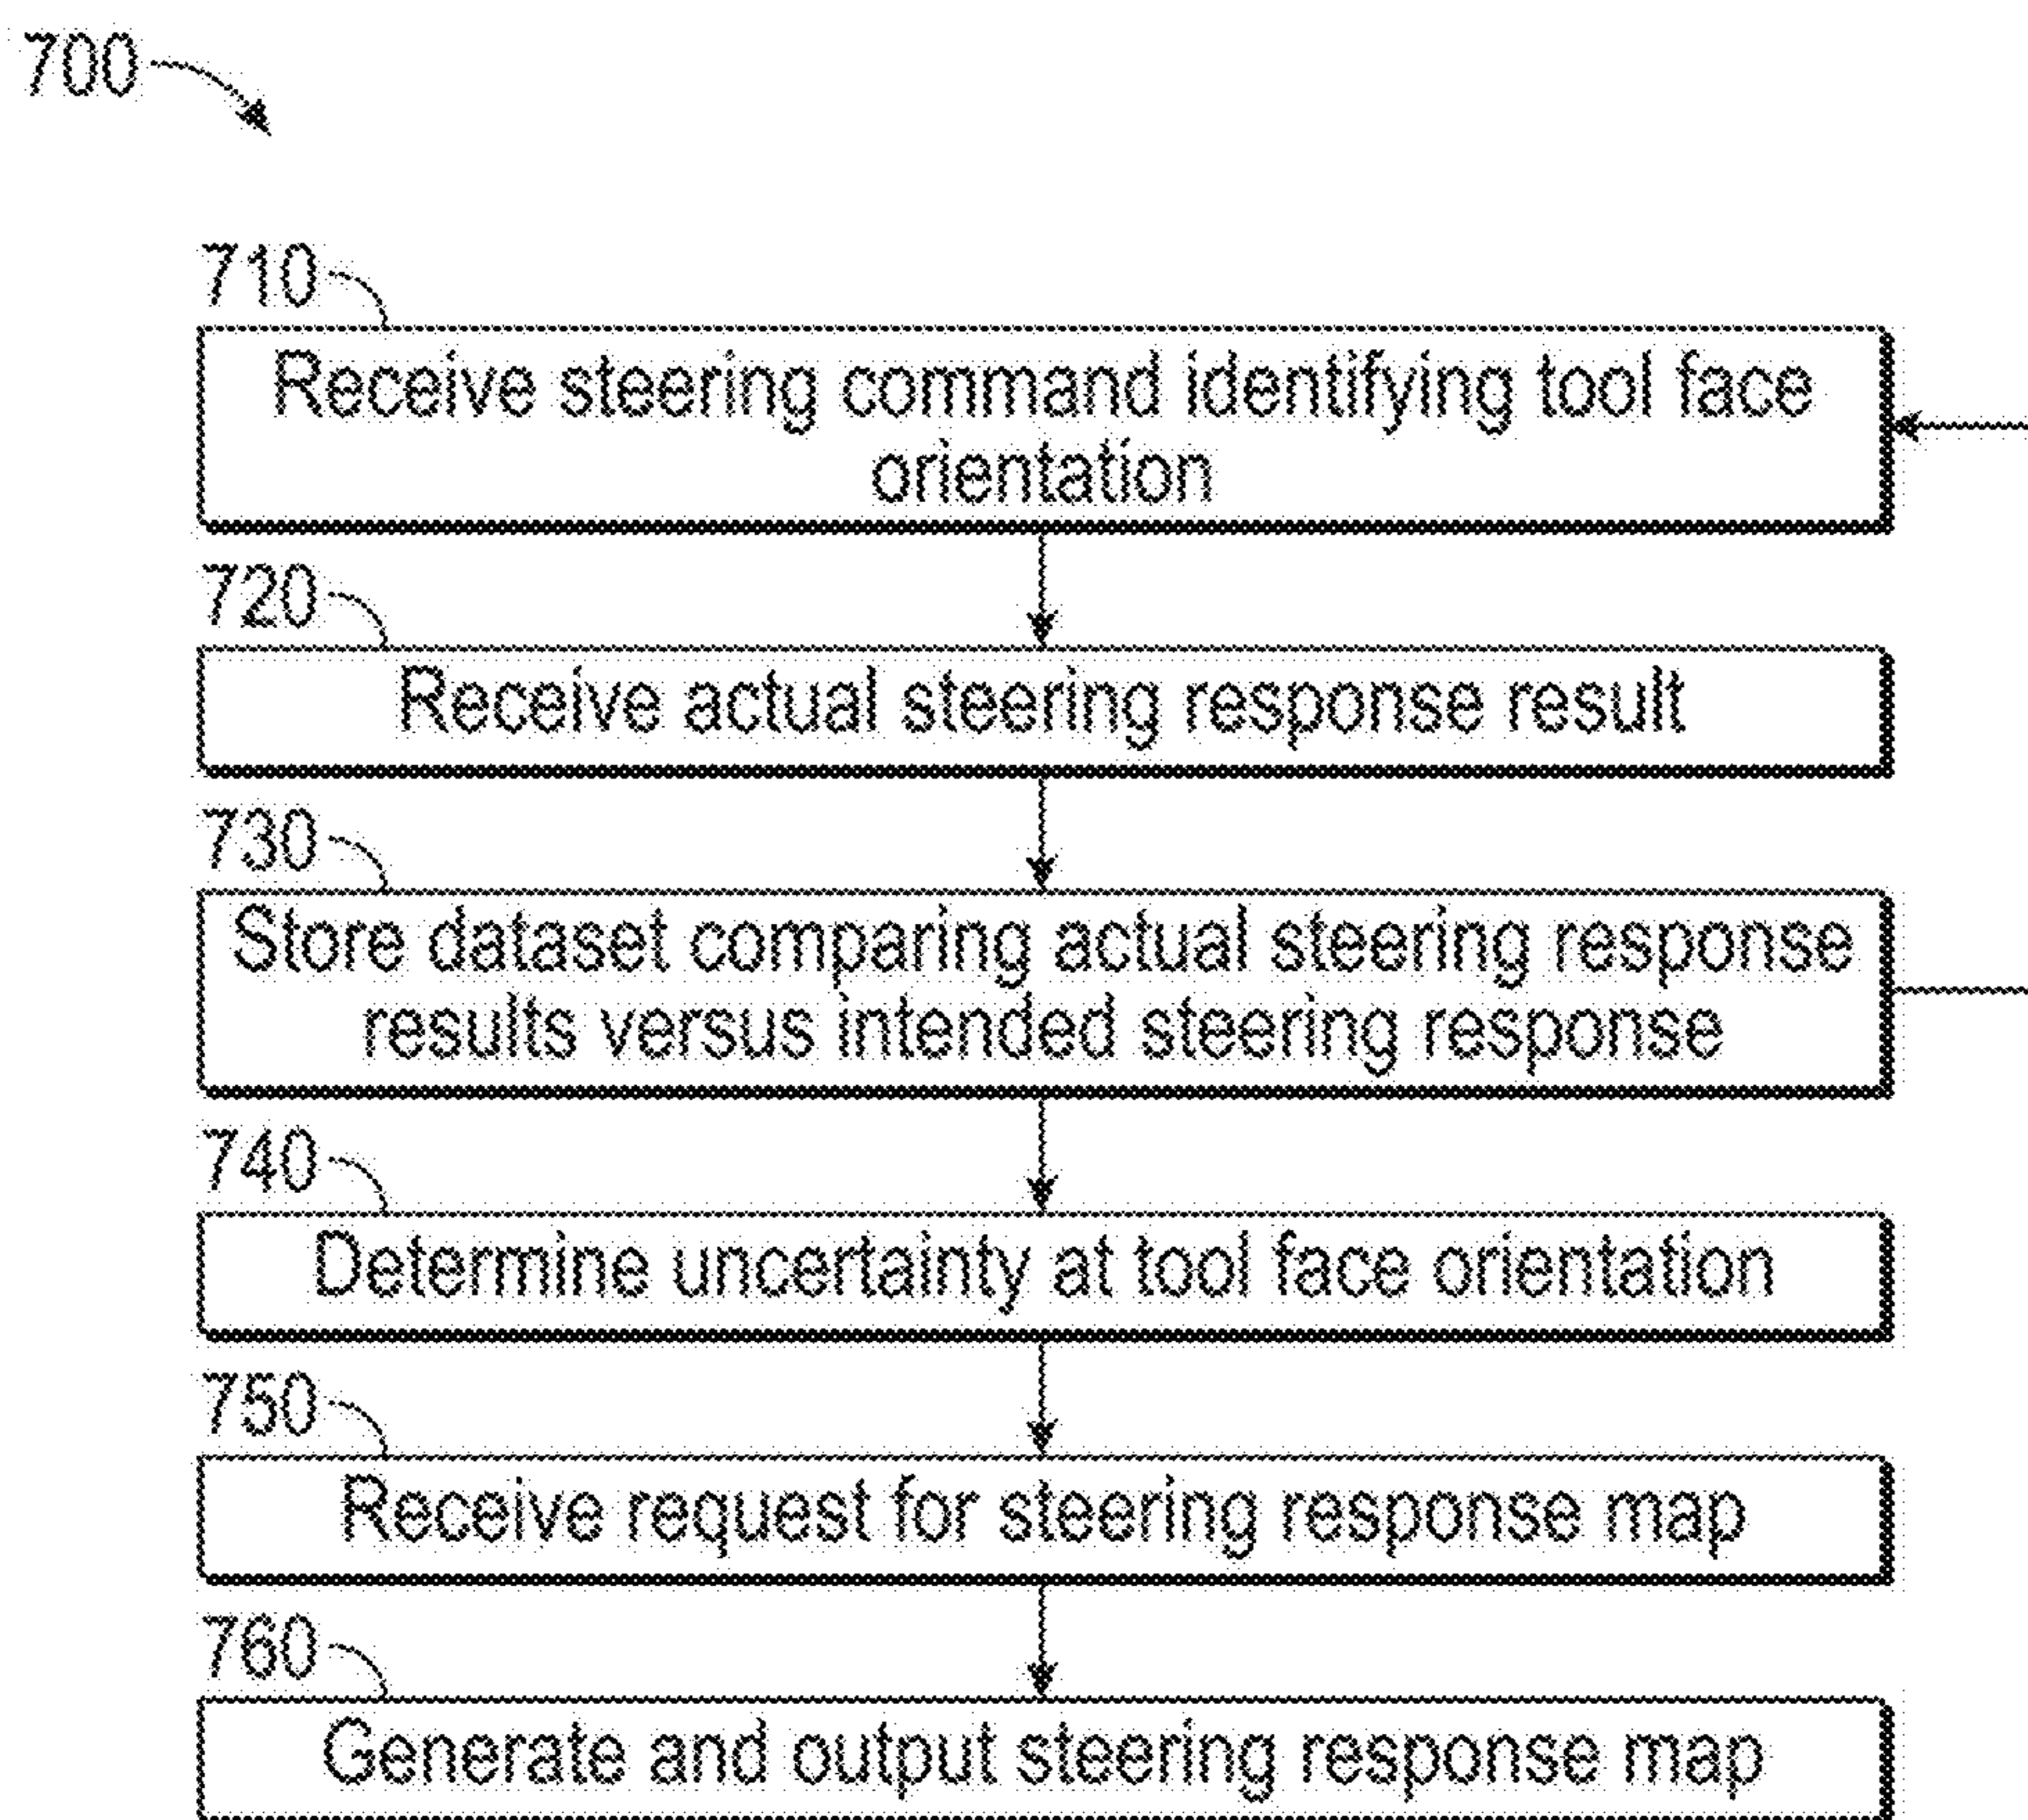 700
710
Receive steering command identifying tool face
orientation
720
Receive actual steering response result
730
Store dataset comparing actual steering response
results versus intended steering response
740
Determine uncertainty at tool face orientation
750
Receive request for steering response map
760
Generate and output steering response map